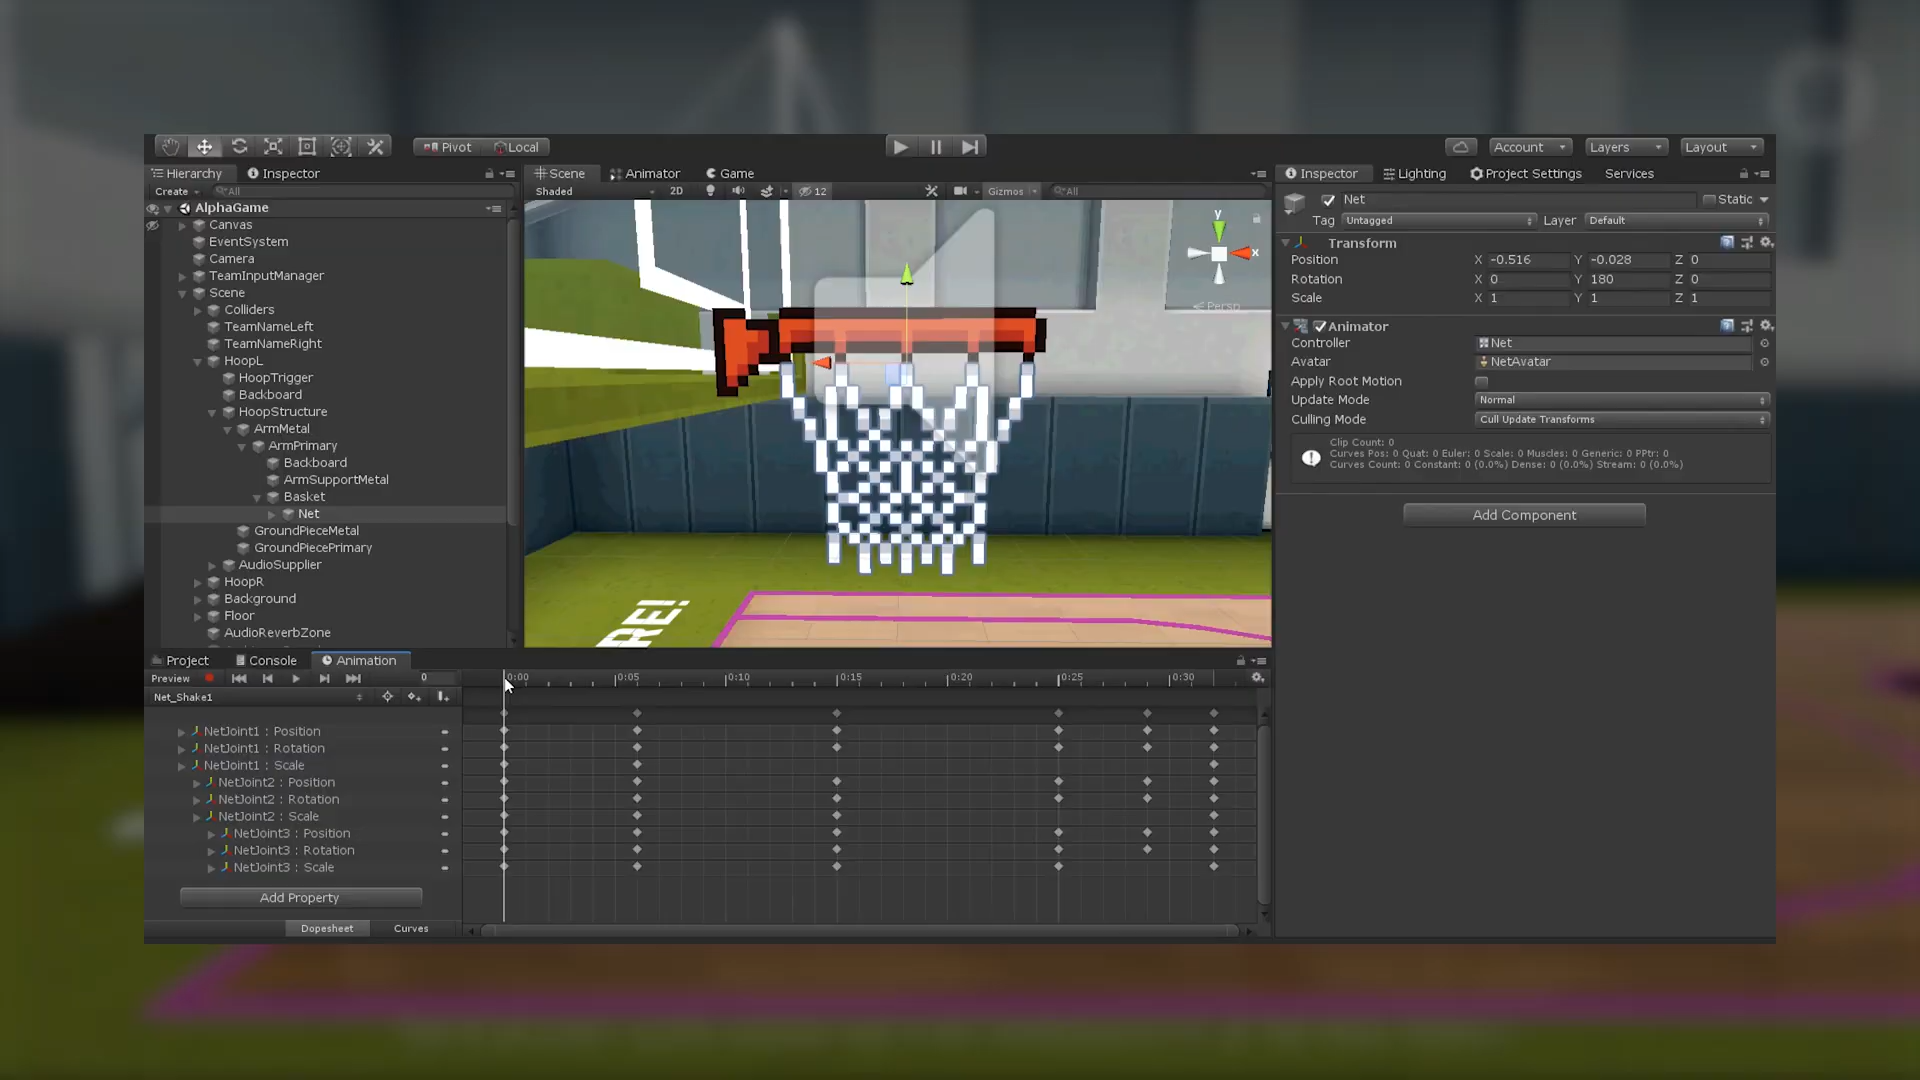 Pivot Local
Account Layers Layout
Hierarchy Inspector
Create All
AlphaGame
Canvas
EventSystem
Camera
TeamInputManager
Scene
Colliders
TeamNameLeft
TeamNameRight
HoopL
HoopTrigger
Backboard
HoopStructure
ArmMetal
ArmPrimary
Backboard
ArmSupportMetal
Basket
Net
GroundPieceMetal
GroundPiecePrimary
AudioSupplier
HoopR
Background
Floor
AudioReverbZone
Scene Animator Game
Shaded 2D 12 Gizmos All
y
x
Persp
RE!
Inspector Lighting Project Settings Services
Net Static
Tag Untagged Layer Default
Transform
Position X -0.516 Y -0.028 Z 0
Rotation X 0 Y 180 Z 0
Scale X 1 Y 1 Z 1
Animator
Controller Net
Avatar NetAvatar
Apply Root Motion
Update Mode Normal
Culling Mode Cull Update Transforms
Clip Count: 0
Curves Pos: 0 Quat: 0 Euler: 0 Scale: 0 Muscles: 0 Generic: 0 PPtr: 0
Curves Count: 0 Constant: 0 (0.0%) Dense: 0 (0.0%) Stream: 0 (0.0%)
Add Component
Project Console Animation
Preview 0 0:00 0:05 0:10 0:15 0:20 0:25 0:30
Net_Shake1
NetJoint1 : Position
NetJoint1 : Rotation
NetJoint1 : Scale
NetJoint2 : Position
NetJoint2 : Rotation
NetJoint2 : Scale
NetJoint3 : Position
NetJoint3 : Rotation
NetJoint3 : Scale
Add Property
Dopesheet Curves